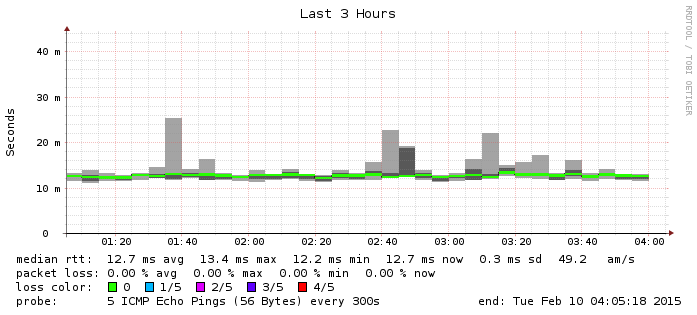 Last 3 Hours
RRDTOOL / TOBI OETIKER
Seconds
40 m
30 m
20 m
10 m
0
01:20 01:40 02:00 02:20 02:40 03:00 03:20 03:40 04:00
median rtt: 12.7 ms avg 13.4 ms max 12.2 ms min 12.7 ms now 0.3 ms sd 49.2 am/s
packet loss: 0.00 % avg 0.00 % max 0.00 % min 0.00 % now
loss color: 0 1/5 2/5 3/5 4/5
probe: 5 ICMP Echo Pings (56 Bytes) every 300s end: Tue Feb 10 04:05:18 2015